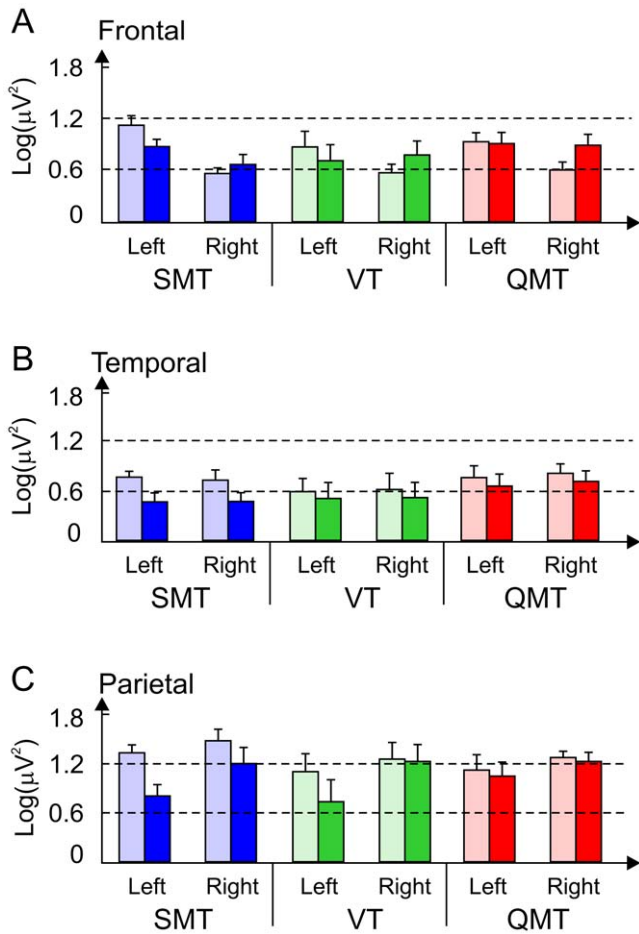 A
Frontal
Log(μV²)
1.8
1.2
0.6
0
Left Right Left Right Left Right
SMT VT QMT
B
Temporal
Log(μV²)
1.8
1.2
0.6
0
Left Right Left Right Left Right
SMT VT QMT
C
Parietal
Log(μV²)
1.8
1.2
0.6
0
Left Right Left Right Left Right
SMT VT QMT